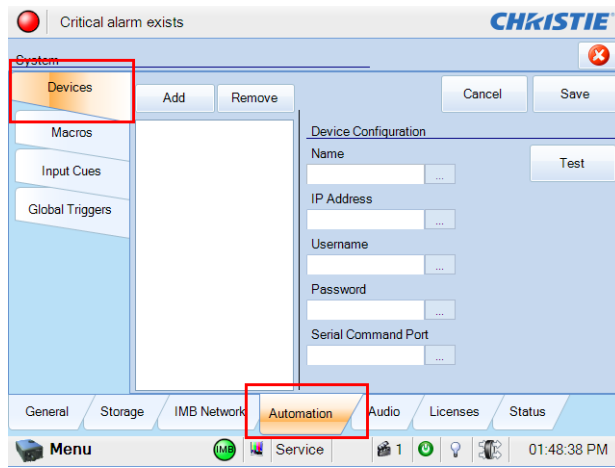 Critical alarm exists
CHRISTIE
System
Devices
Macros
Input Cues
Global Triggers
Add Remove
Cancel Save
Device Configuration
Name
...
Test
IP Address
...
Username
...
Password
...
Serial Command Port
...
General Storage IMB Network Automation Audio Licenses Status
Menu IMB Service 1 01:48:38 PM